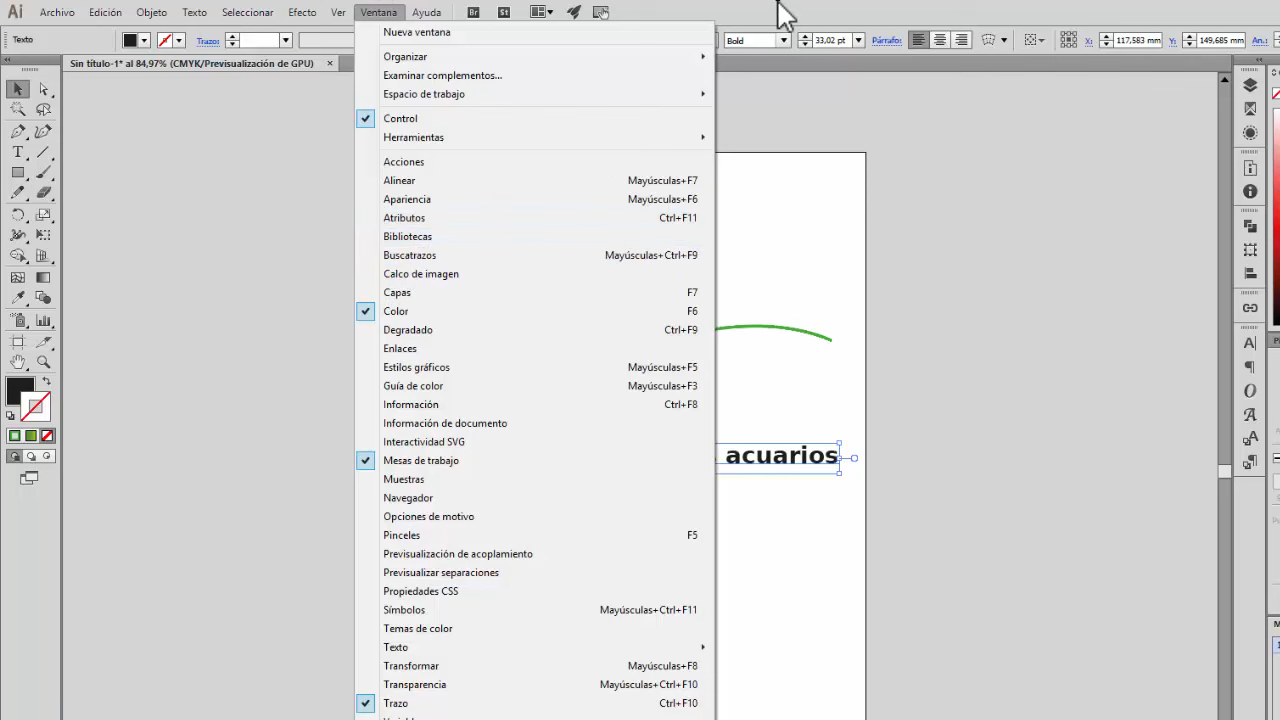 Ai Archivo Edición Objeto Texto Seleccionar Efecto Ver Ventana Ayuda Br St
Texto Trazo: Bold 33,02 pt Párrafo: X: 117,583 mm Y: 149,685 mm An.:
Sin título-1* al 84,97% (CMYK/Previsualización de GPU) ×
Nueva ventana
Organizar
Examinar complementos...
Espacio de trabajo
Control
Herramientas
Acciones
Alinear Mayúsculas+F7
Apariencia Mayúsculas+F6
Atributos Ctrl+F11
Bibliotecas
Buscatrazos Mayúsculas+Ctrl+F9
Calco de imagen
Capas F7
Color F6
Degradado Ctrl+F9
Enlaces
Estilos gráficos Mayúsculas+F5
Guía de color Mayúsculas+F3
Información Ctrl+F8
Información de documento
Interactividad SVG
Mesas de trabajo
acuarios
Muestras
Navegador
Opciones de motivo
Pinceles F5
Previsualización de acoplamiento
Previsualizar separaciones
Propiedades CSS
Símbolos Mayúsculas+Ctrl+F11
Temas de color
Texto
Transformar Mayúsculas+F8
Transparencia Mayúsculas+Ctrl+F10
Trazo Ctrl+F10